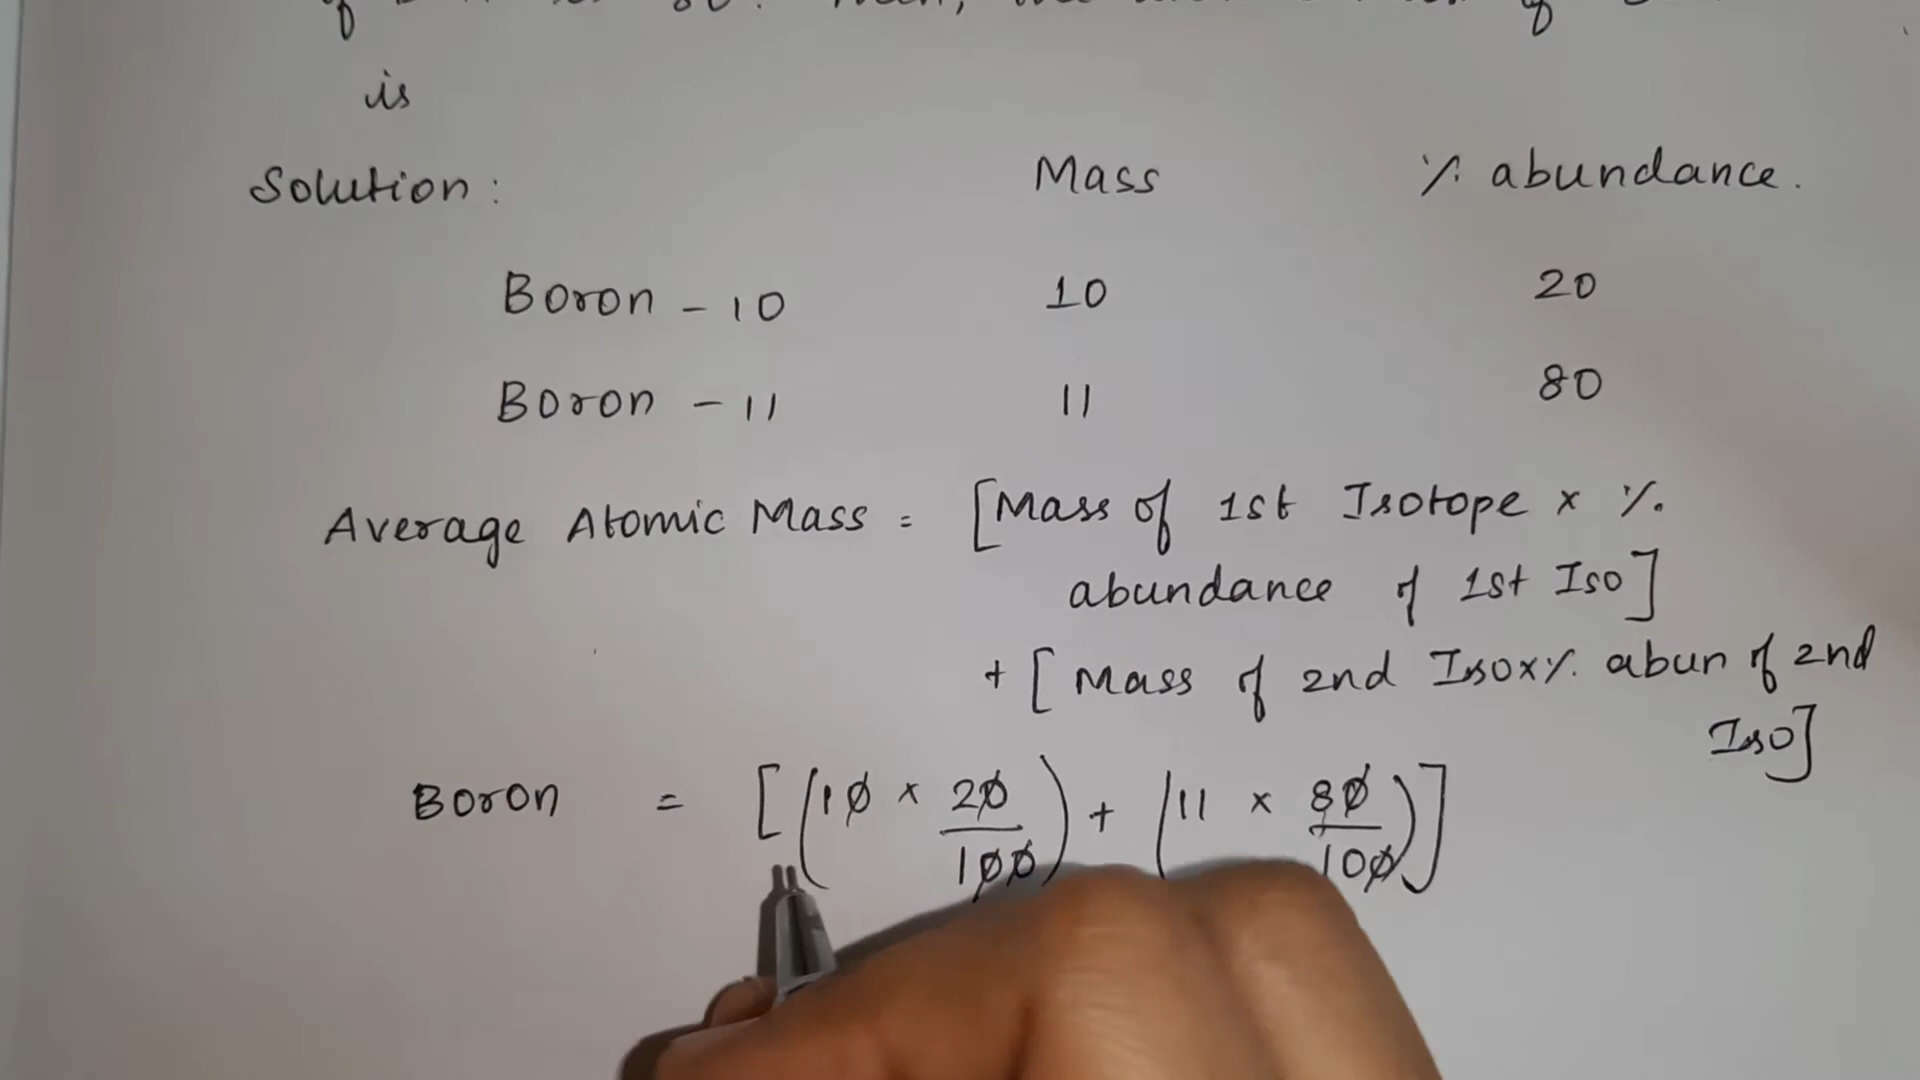 is
Solution : Mass % abundance.
Boron - 10 10 20
Boron - 11 11 80
Average Atomic Mass = [Mass of 1st Isotope x %
abundance of 1st Iso]
+ [Mass of 2nd Iso x % abun of 2nd
Iso]
Boron = [(10 x 20/100) + (11 x 80/100)]